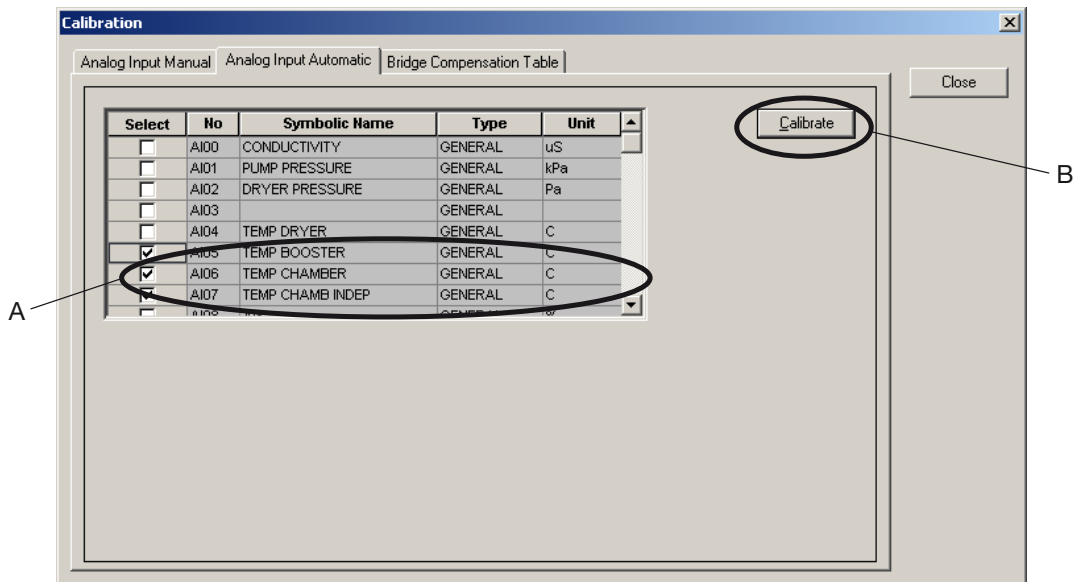 Calibration
Analog Input Manual Analog Input Automatic Bridge Compensation Table
Close
Select No Symbolic Name Type Unit
Calibrate
AI00 CONDUCTIVITY GENERAL uS
AI01 PUMP PRESSURE GENERAL kPa
AI02 DRYER PRESSURE GENERAL Pa
B
AI03 GENERAL
AI04 TEMP DRYER GENERAL C
AI05 TEMP BOOSTER GENERAL C
AI06 TEMP CHAMBER GENERAL C
AI07 TEMP CHAMB INDEP GENERAL C
A